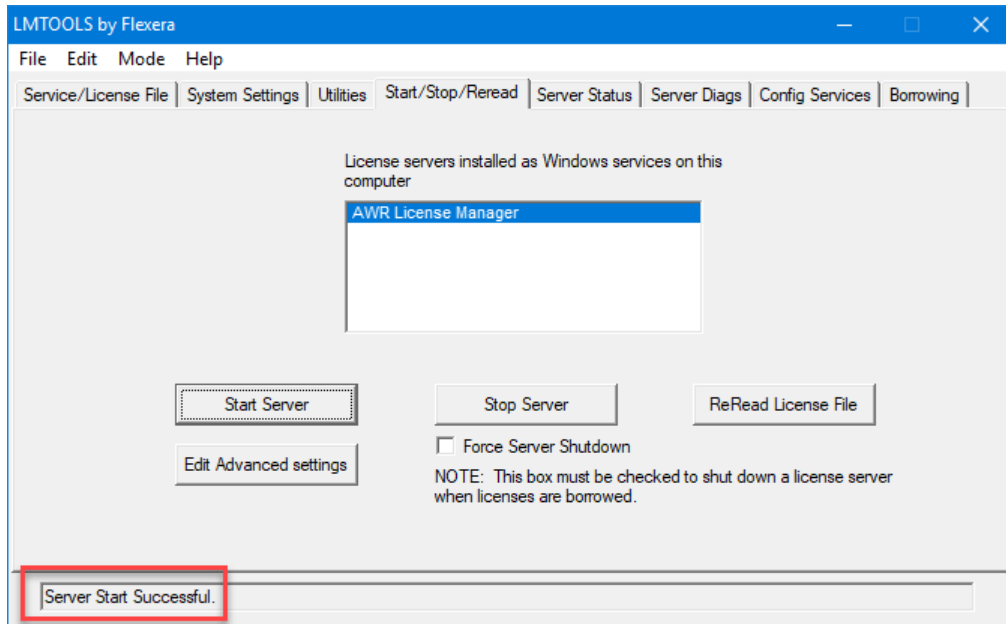 LMTOOLS by Flexera
File Edit Mode Help
Service/License File System Settings Utilities Start/Stop/Reread Server Status Server Diags Config Services Borrowing
License servers installed as Windows services on this
computer
AWR License Manager
Start Server Stop Server ReRead License File
Edit Advanced settings
Force Server Shutdown
NOTE: This box must be checked to shut down a license server
when licenses are borrowed.
Server Start Successful.